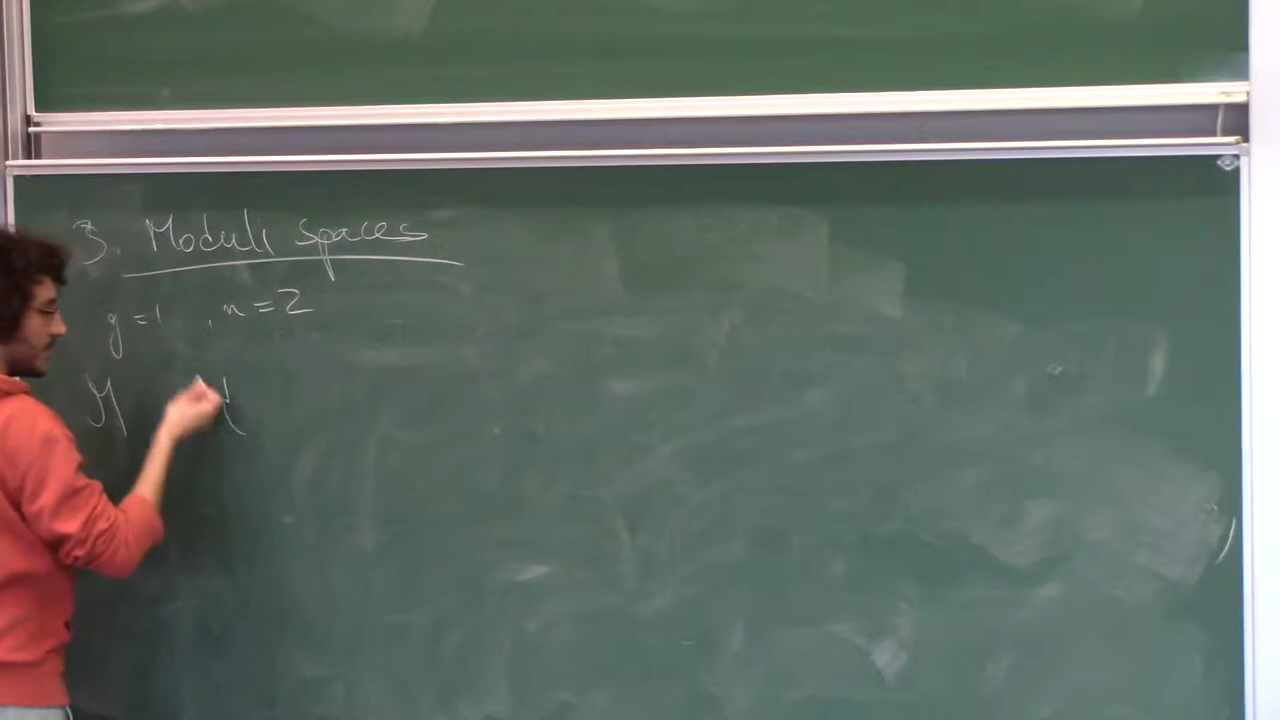 3. Moduli spaces
g=1 , n=2
M